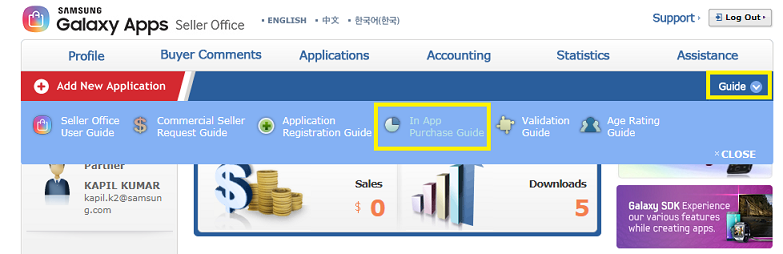 SAMSUNG
Galaxy Apps Seller Office • ENGLISH • 中文 • 한국어(한국)
Support Log Out
Profile Buyer Comments Applications Accounting Statistics Assistance
Add New Application Guide
Seller Office
User Guide
Commercial Seller
Request Guide
Application
Registration Guide
In App
Purchase Guide
Validation
Guide
Age Rating
Guide
× CLOSE
Partner
KAPIL KUMAR
kapil.k2@samsun
g.com
Sales
$ 0
Downloads
5
Galaxy SDK Experience
our various features
while creating apps.